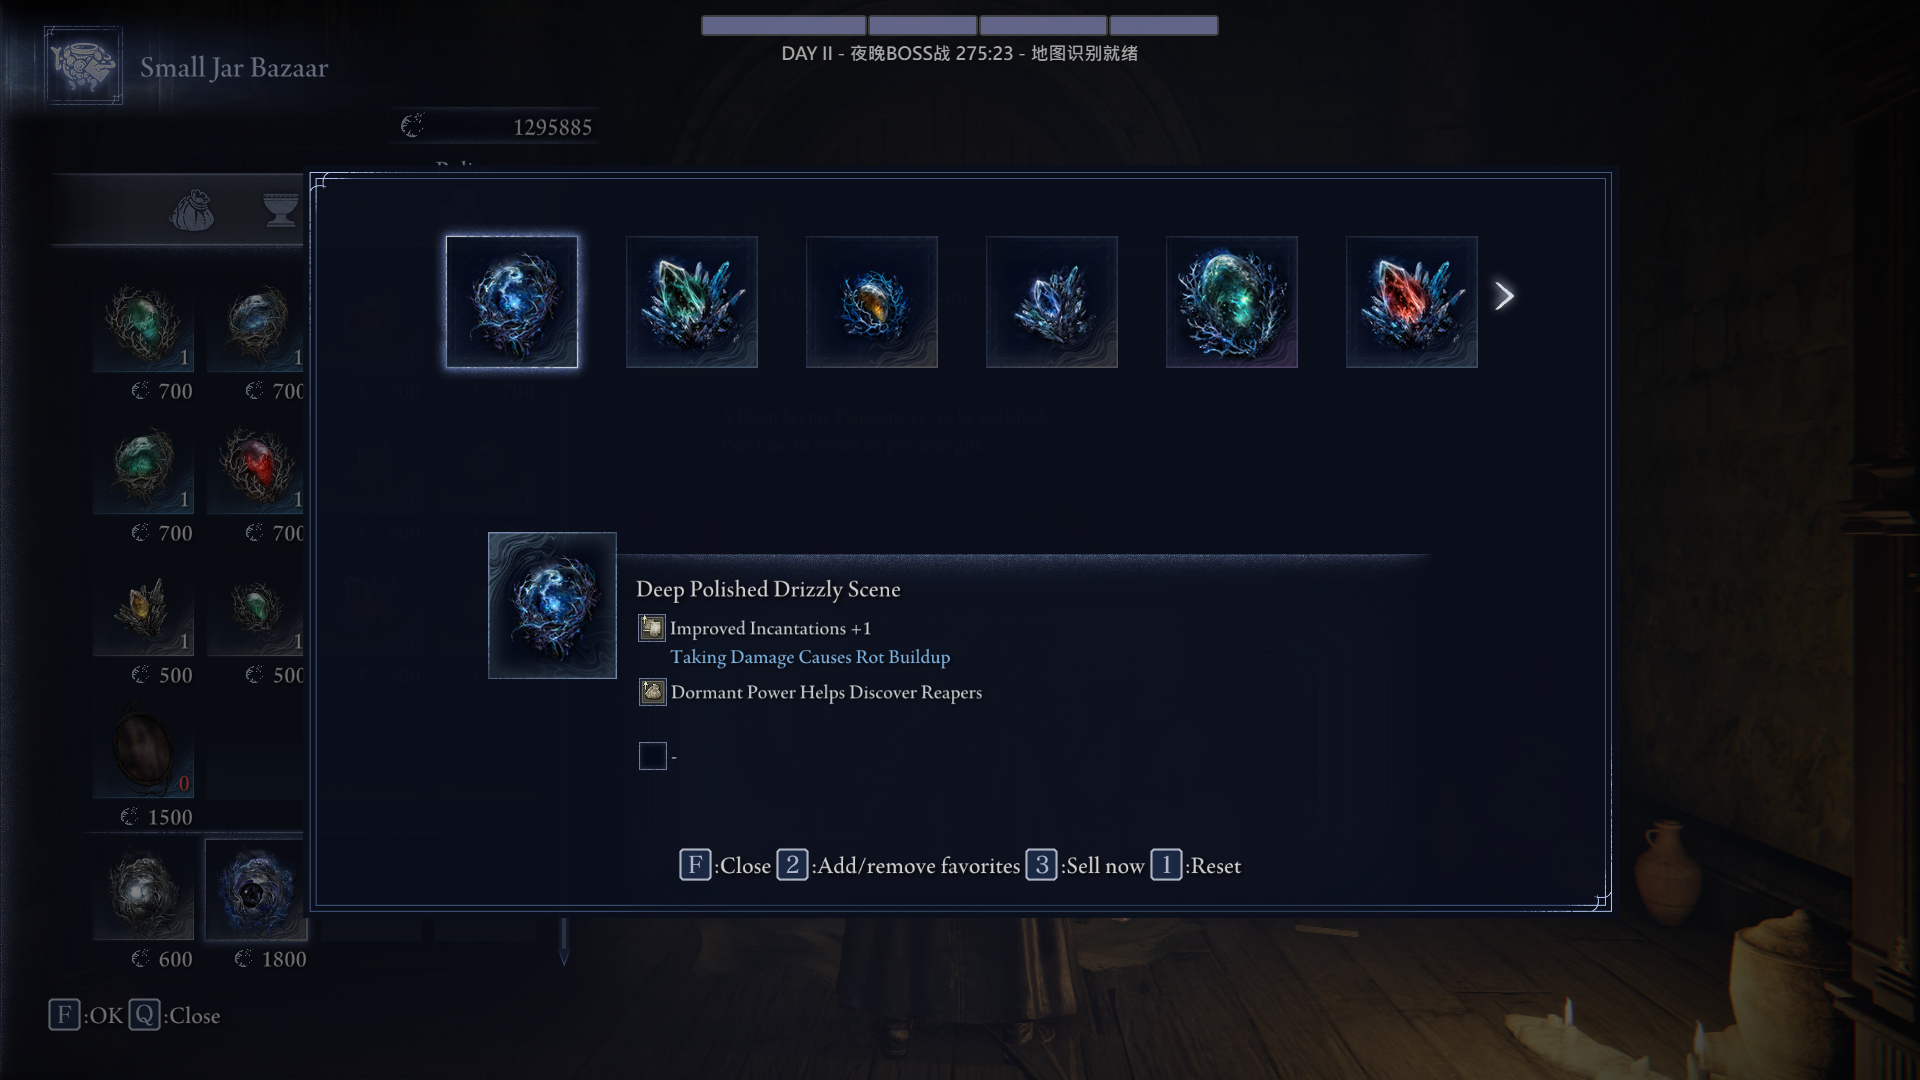 DAY II - 夜晚BOSS战 275:23 - 地图识别就绪
Small Jar Bazaar
1295885
1
1
700
700
1
1
700
700
1
1
500
500
0
1500
600
1800
Deep Polished Drizzly Scene
Improved Incantations +1
Taking Damage Causes Rot Buildup
Dormant Power Helps Discover Reapers
-
F:Close 2:Add/remove favorites 3:Sell now 1:Reset
F:OK Q:Close